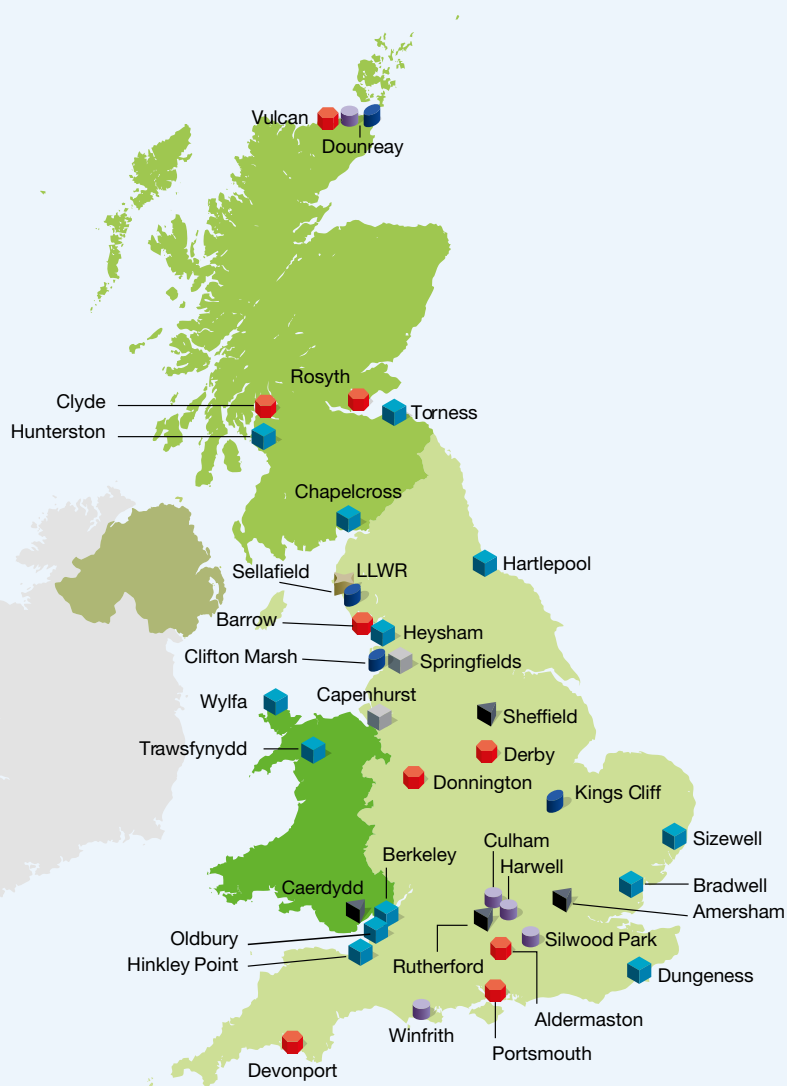 Vulcan
Dounreay
Rosyth
Clyde
Torness
Hunterston
Chapelcross
Hartlepool
Sellafield
LLWR
Barrow
Heysham
Clifton Marsh
Springfields
Capenhurst
Wylfa
Sheffield
Trawsfynydd
Derby
Donnington
Kings Cliff
Sizewell
Culham
Berkeley
Harwell
Caerdydd
Bradwell
Amersham
Oldbury
Silwood Park
Hinkley Point
Rutherford
Dungeness
Aldermaston
Winfrith
Portsmouth
Devonport